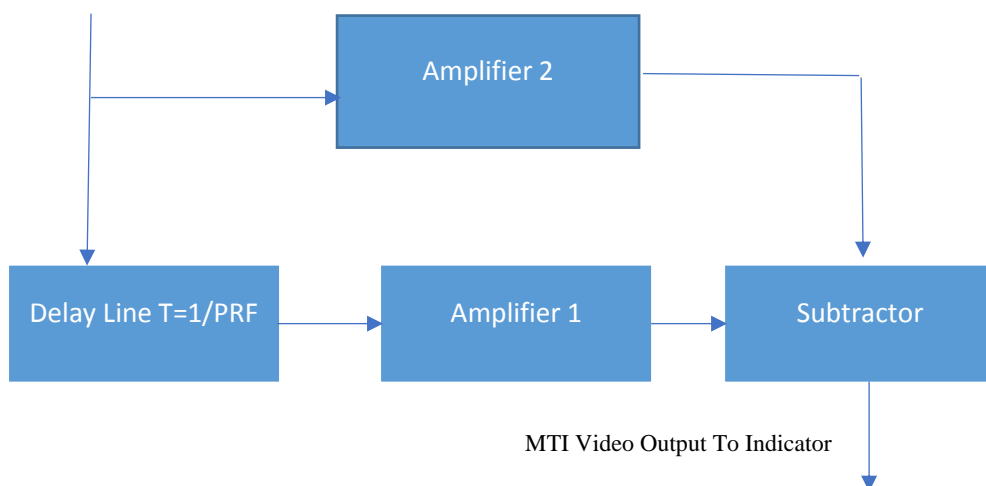 Amplifier 2
Delay Line T=1/PRF
Amplifier 1
Subtractor
MTI Video Output To Indicator